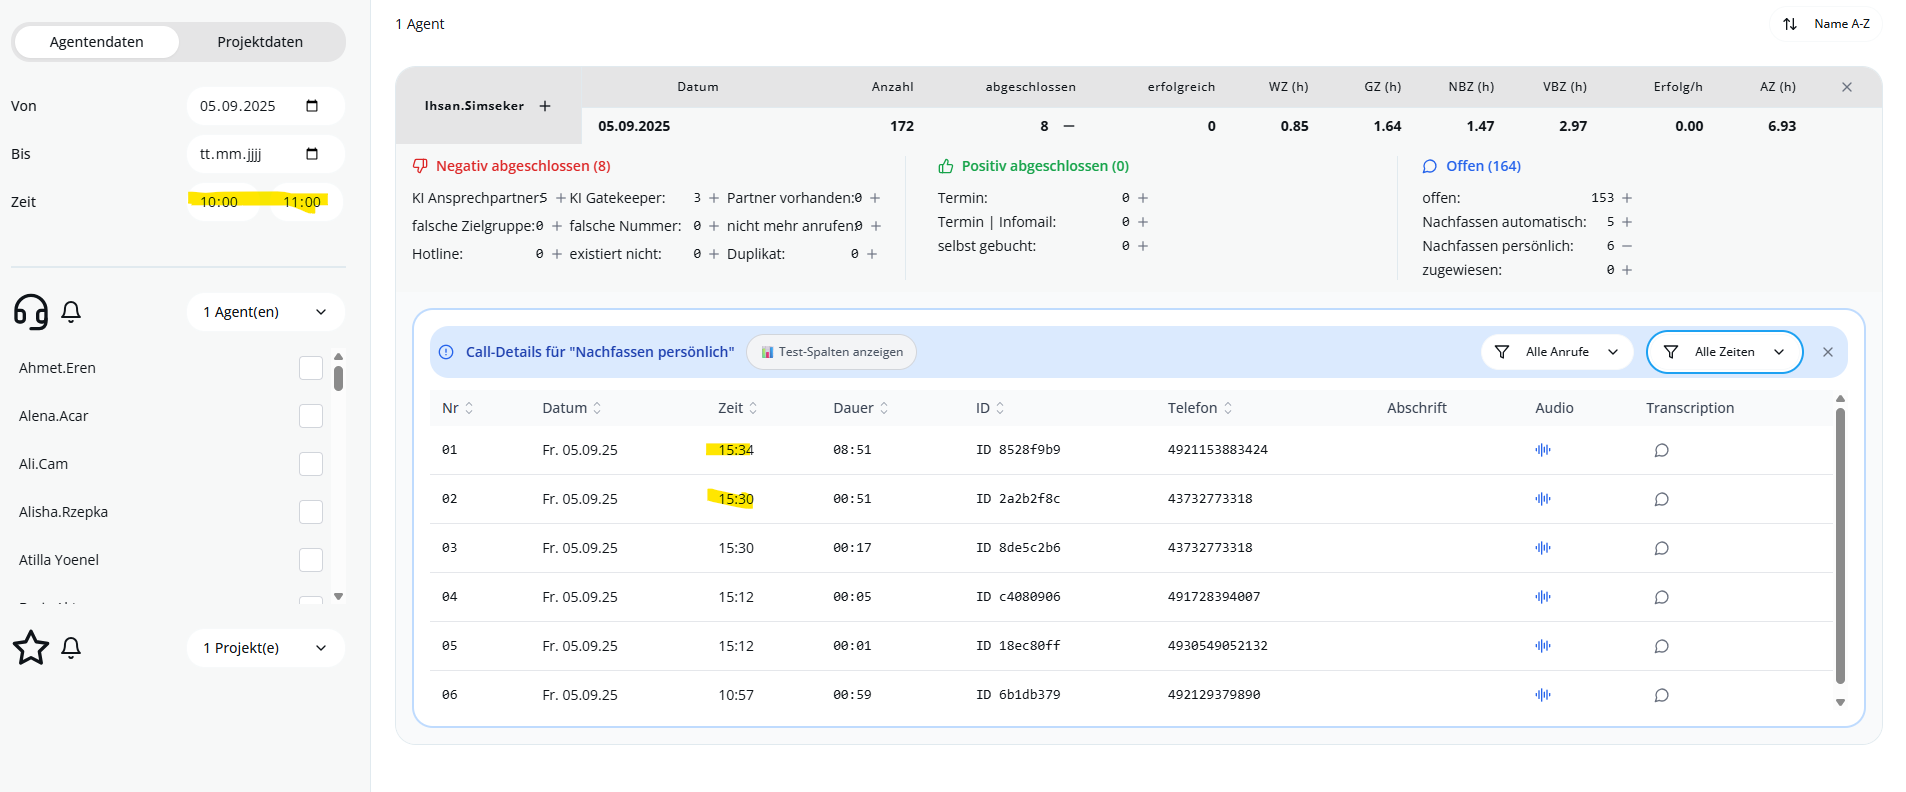 Agentendaten Projektdaten
Von 05.09.2025
Bis tt.mm.jjjj
Zeit 10:00 11:00
1 Agent(en)
Ahmet.Eren
Alena.Acar
Ali.Cam
Alisha.Rzepka
Atilla Yoenel
1 Projekt(e)
1 Agent Name A-Z
Ihsan.Simseker +
Datum Anzahl abgeschlossen erfolgreich WZ (h) GZ (h) NBZ (h) VBZ (h) Erfolg/h AZ (h) ×
05.09.2025 172 8 — 0 0.85 1.64 1.47 2.97 0.00 6.93
Negativ abgeschlossen (8)
KI Ansprechpartner: 5 + KI Gatekeeper: 3 + Partner vorhanden: 0 +
falsche Zielgruppe: 0 + falsche Nummer: 0 + nicht mehr anrufen: 0 +
Hotline: 0 + existiert nicht: 0 + Duplikat: 0 +
Positiv abgeschlossen (0)
Termin: 0 +
Termin | Infomail: 0 +
selbst gebucht: 0 +
Offen (164)
offen: 153 +
Nachfassen automatisch: 5 +
Nachfassen persönlich: 6 —
zugewiesen: 0 +
Call-Details für "Nachfassen persönlich" Test-Spalten anzeigen Alle Anrufe Alle Zeiten ×
Nr Datum Zeit Dauer ID Telefon Abschrift Audio Transcription
01 Fr. 05.09.25 15:34 08:51 ID 8528f9b9 4921153883424
02 Fr. 05.09.25 15:30 00:51 ID 2a2b2f8c 43732773318
03 Fr. 05.09.25 15:30 00:17 ID 8de5c2b6 43732773318
04 Fr. 05.09.25 15:12 00:05 ID c4080906 491728394007
05 Fr. 05.09.25 15:12 00:01 ID 18ec80ff 4930549052132
06 Fr. 05.09.25 10:57 00:59 ID 6b1db379 492129379890